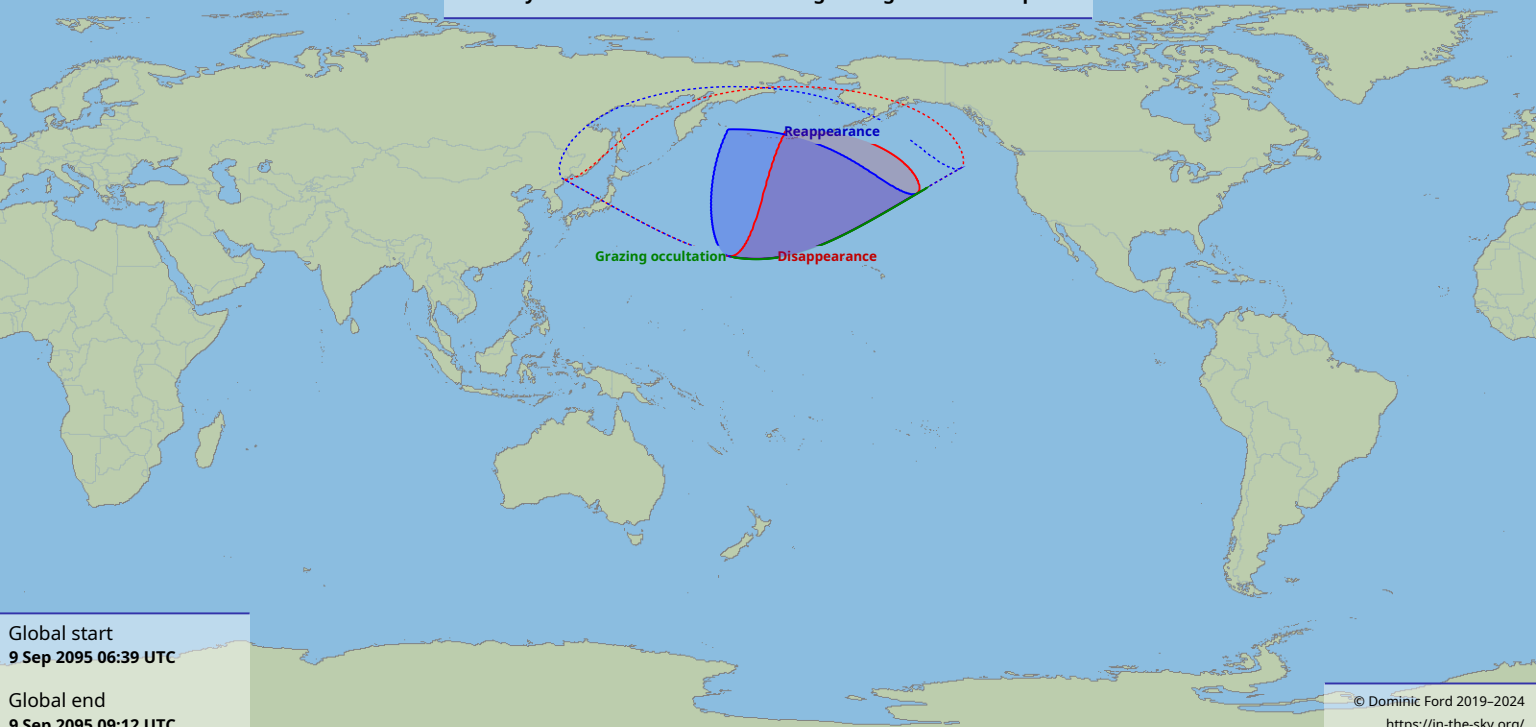 Reappearance
Grazing occultation
Disappearance
Global start
9 Sep 2095 06:39 UTC
Global end
9 Sep 2095 09:12 UTC
© Dominic Ford 2019–2024
https://in-the-sky.org/